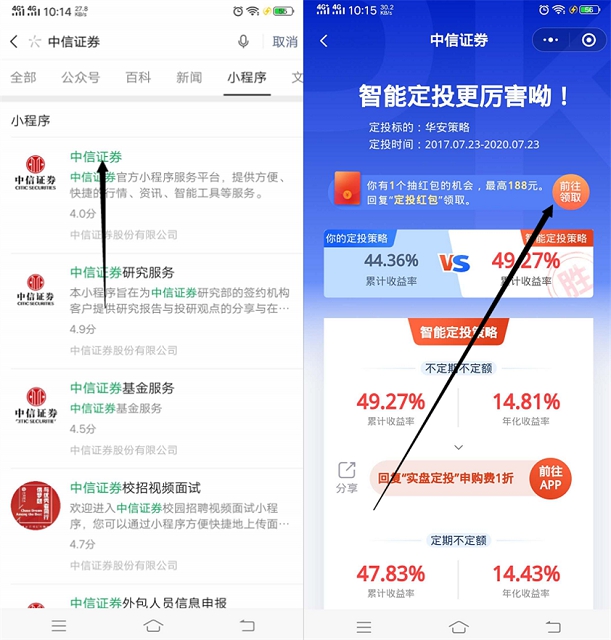 4G 4G 10:14 27.8 KB/s
中信证券 取消
全部 公众号 百科 新闻 小程序 文
小程序
中信证券
CITIC SECURITIES
中信证券
中信证券官方小程序服务平台，提供方便、
快捷的行情、资讯、智能工具等服务。
4.0分
中信证券股份有限公司
中信证券
CITIC SECURITIES
中信证券研究服务
本小程序旨在为中信证券研究部的签约机构
客户提供研究报告与投研观点的分享与在…
4.9分
中信证券股份有限公司
中信证券
中信证券基金服务
中信证券基金服务
4.5分
中信证券股份有限公司
中信证券校招视频面试
欢迎进入中信证券校园招聘视频面试小程
序，您可以通过小程序方便快捷地上传面…
4.7分
中信证券股份有限公司
中信证券外包人员信息申报
4G 4G 10:15 30.2 KB/s
中信证券
智能定投更厉害呦！
定投标的：华安策略
定投时间：2017.07.23-2020.07.23
你有1个抽红包的机会，最高188元。
回复“定投红包”领取。
前往
领取
你的定投策略
44.36%
累计收益率
VS
智能定投策略
49.27%
累计收益率
胜
智能定投策略
不定期不定额
49.27% 14.81%
累计收益率 年化收益率
分享
回复“实盘定投”申购费1折
前往
APP
定期不定额
47.83% 14.43%
累计收益率 年化收益率